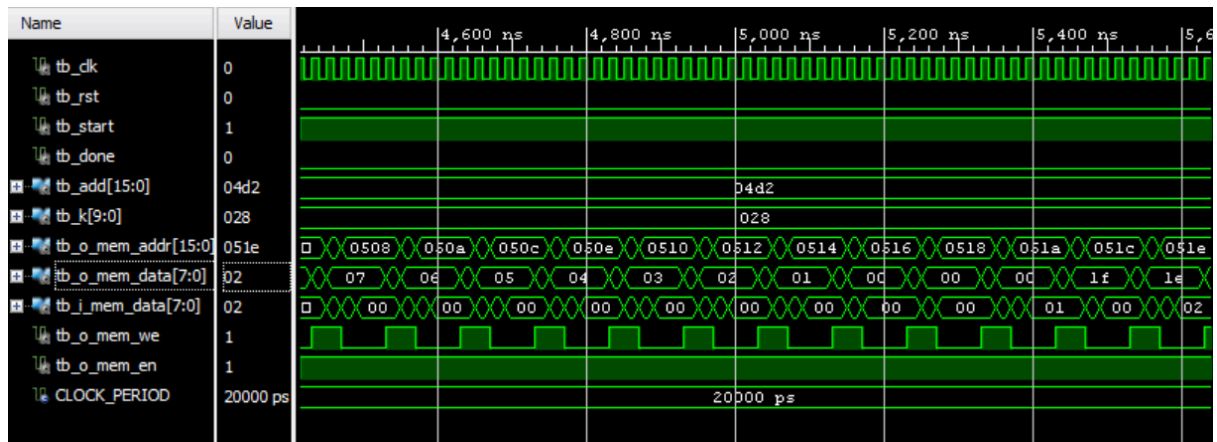 Name Value 4,600 ns 4,800 ns 5,000 ns 5,200 ns 5,400 ns 5,6
tb_clk 0
tb_rst 0
tb_start 1
tb_done 0
tb_add[15:0] 04d2 04d2
tb_k[9:0] 028 028
tb_o_mem_addr[15:0] 051e 0508 050a 050c 050e 0510 0512 0514 0516 0518 051a 051c 051e
tb_o_mem_data[7:0] 02 07 06 05 04 03 02 01 00 00 00 1f 1e
tb_i_mem_data[7:0] 02 00 00 00 00 00 00 00 00 00 01 00 02
tb_o_mem_we 1
tb_o_mem_en 1
CLOCK_PERIOD 20000 ps 20000 ps